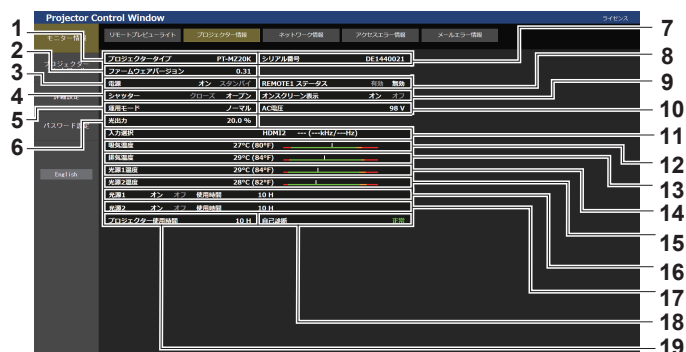 Projector Control Window
ライセンス
モニター情報
リモートプレビューライト
プロジェクター情報
ネットワーク情報
アクセスエラー情報
メールエラー情報
プロジェクター
詳細設定
パスワード設定
English
プロジェクタータイプ PT-MZ20K
シリアル番号 DE1440021
ファームウェアバージョン 0.31
電源 オン スタンバイ
REMOTE1 ステータス 有効 無効
シャッター クローズ オープン
オンスクリーン表示 オン オフ
運用モード ノーマル
AC電圧 98 V
光出力 20.0 %
入力選択 HDMI2 --- (---kHz/---Hz)
吸気温度 27°C (80°F)
排気温度 29°C (84°F)
光源1温度 29°C (84°F)
光源2温度 28°C (82°F)
光源1 オン オフ 使用時間 10 H
光源2 オン オフ 使用時間 10 H
プロジェクター使用時間 10 H
自己診断 正常
1
2
3
4
5
6
7
8
9
10
11
12
13
14
15
16
17
18
19